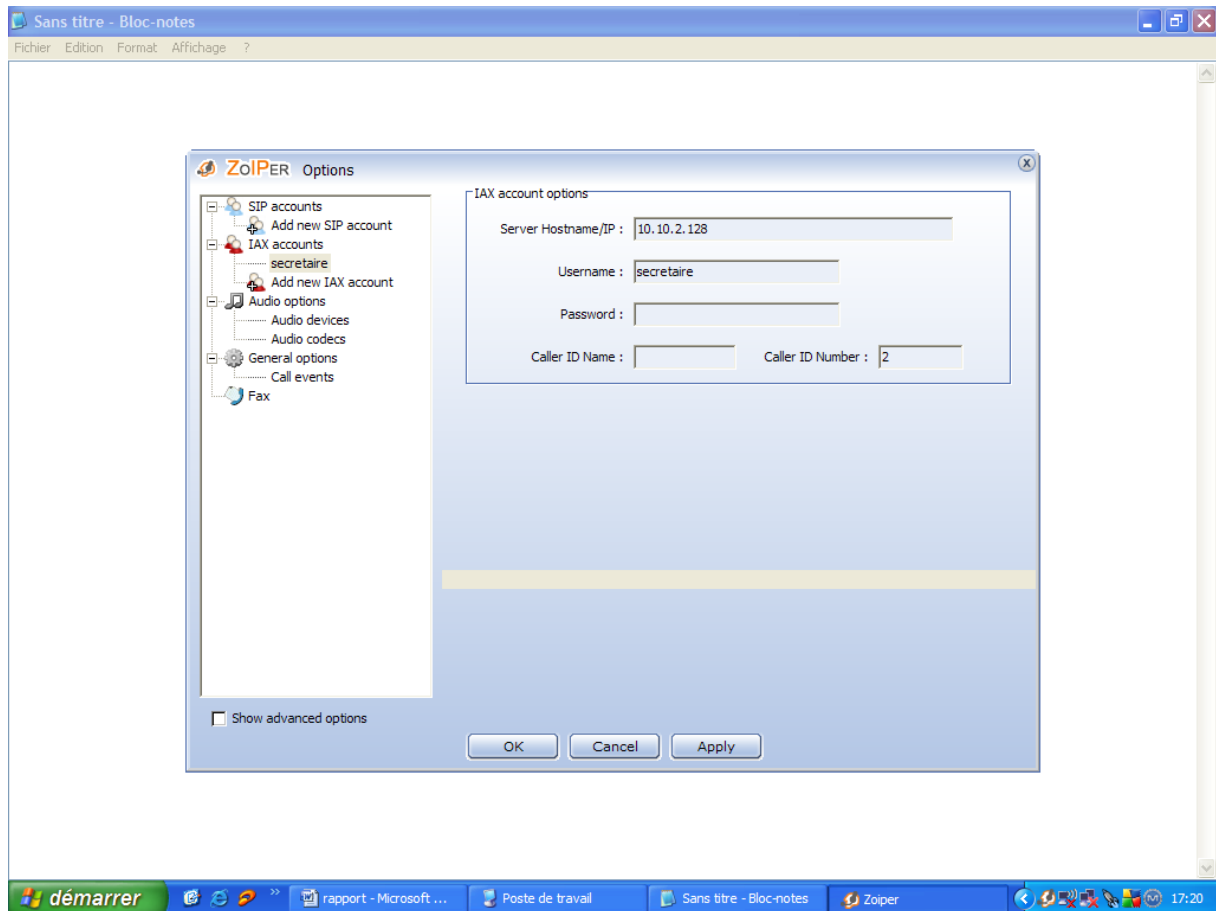 Sans titre - Bloc-notes
Fichier Edition Format Affichage ?
ZoIPER Options
SIP accounts
Add new SIP account
IAX accounts
secretaire
Add new IAX account
Audio options
Audio devices
Audio codecs
General options
Call events
Fax
Show advanced options
IAX account options
Server Hostname/IP : 10.10.2.128
Username : secretaire
Password :
Caller ID Name : Caller ID Number : 2
OK Cancel Apply
démarrer » rapport - Microsoft ... Poste de travail Sans titre - Bloc-notes Zoiper 17:20